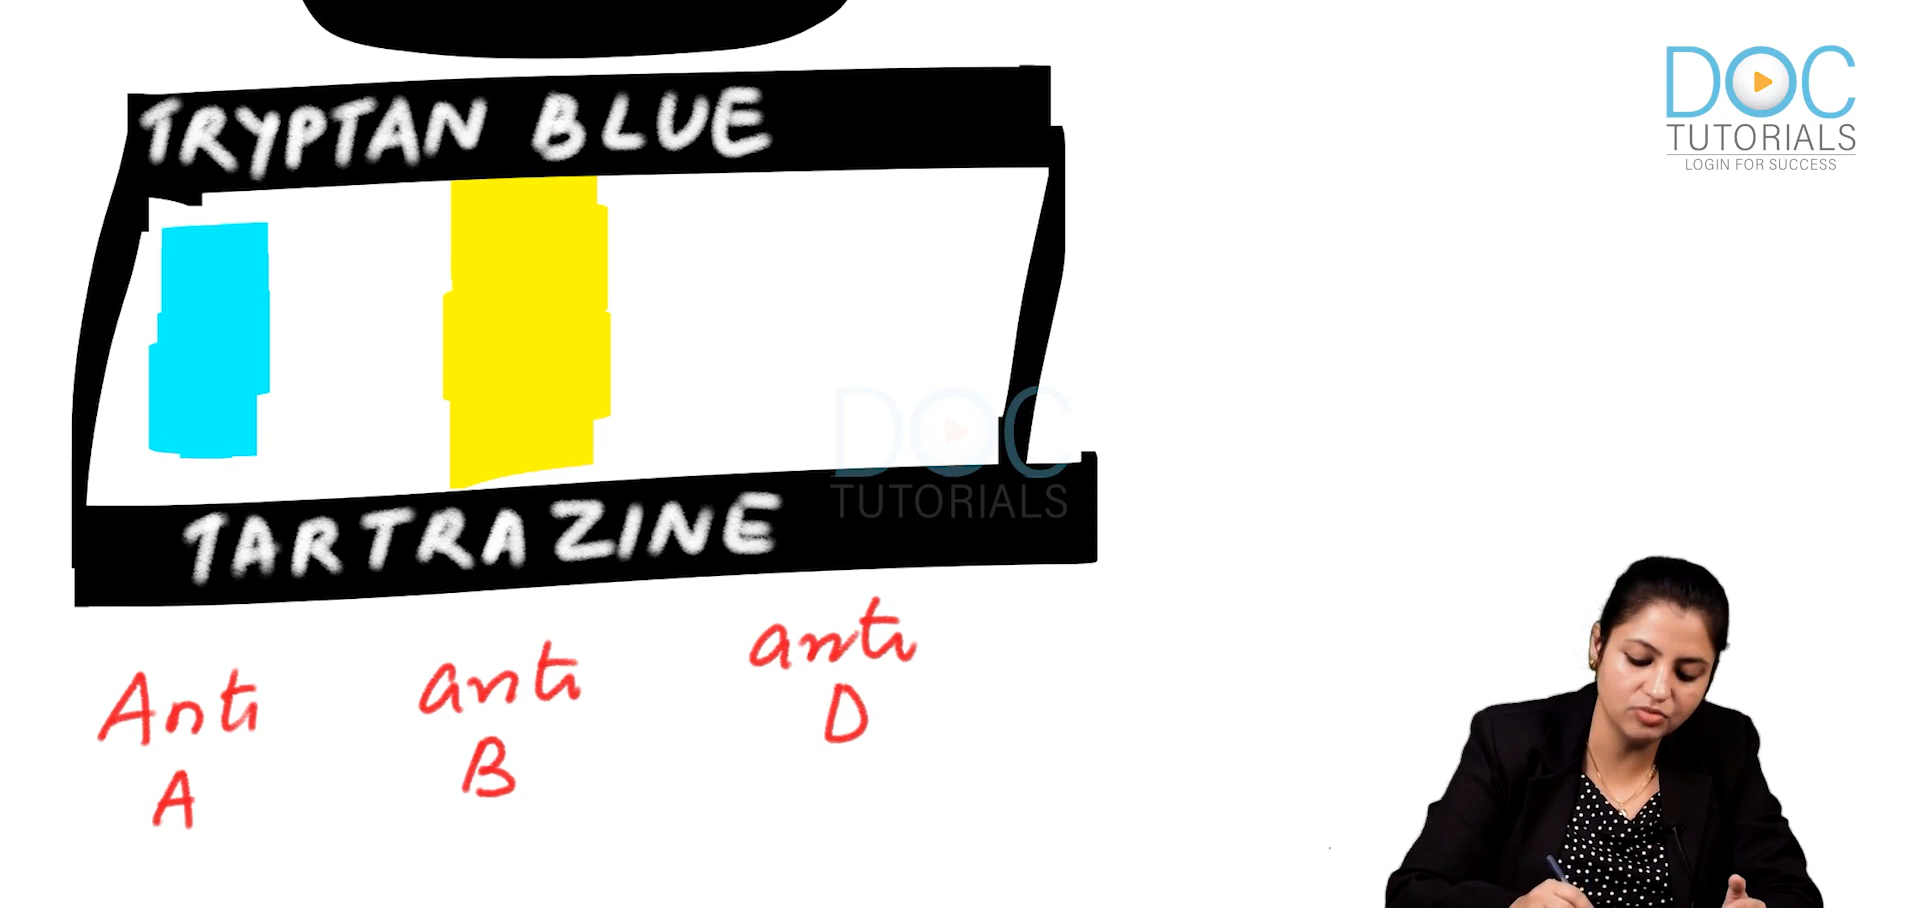 TRYPTAN BLUE
DOC
TUTORIALS
LOGIN FOR SUCCESS
DOC
TUTORIALS
TARTRAZINE
Anti
A
anti
B
anti
D